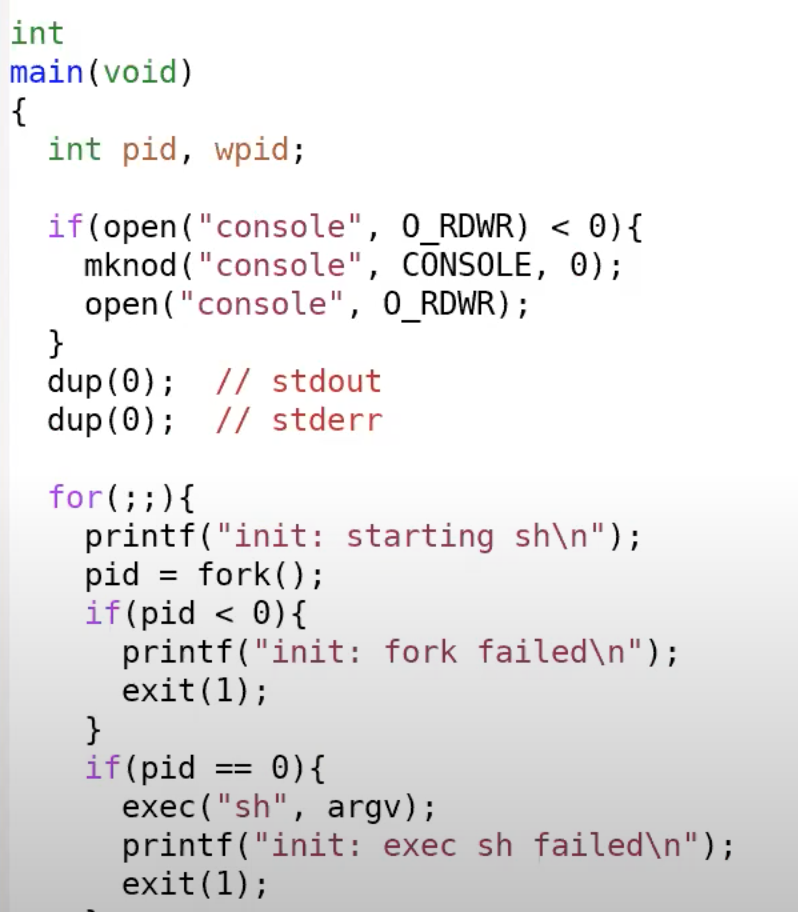 int
main(void)
{
  int pid, wpid;

  if(open("console", O_RDWR) < 0){
    mknod("console", CONSOLE, 0);
    open("console", O_RDWR);
  }
  dup(0);  // stdout
  dup(0);  // stderr

  for(;;){
    printf("init: starting sh\n");
    pid = fork();
    if(pid < 0){
      printf("init: fork failed\n");
      exit(1);
    }
    if(pid == 0){
      exec("sh", argv);
      printf("init: exec sh failed\n");
      exit(1);
    }